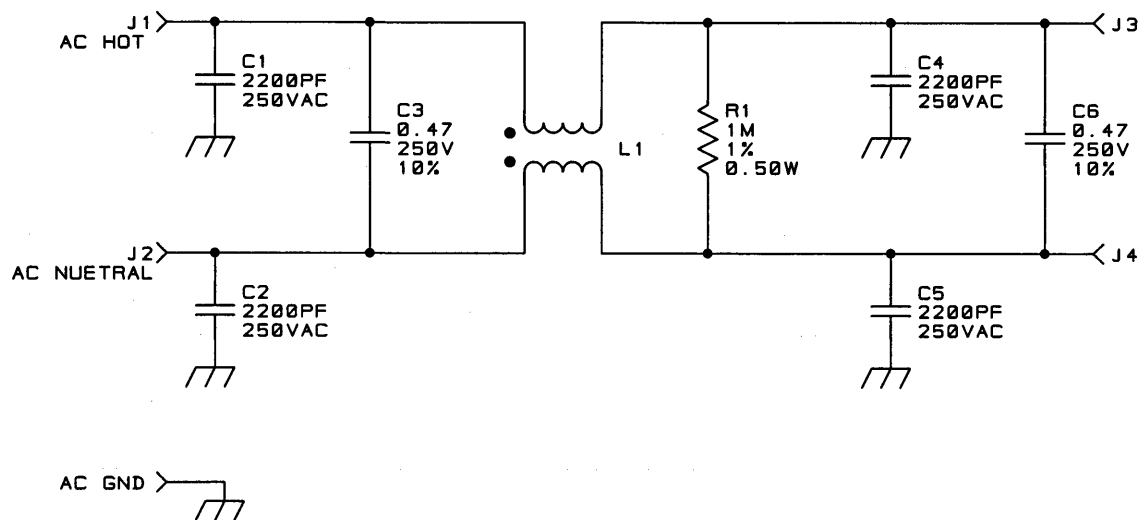 J1
AC HOT
C1
2200PF
250VAC
C3
0.47
250V
10%
L1
R1
1M
1%
0.50W
C4
2200PF
250VAC
C6
0.47
250V
10%
J3
J2
AC NUETRAL
C2
2200PF
250VAC
C5
2200PF
250VAC
J4
AC GND